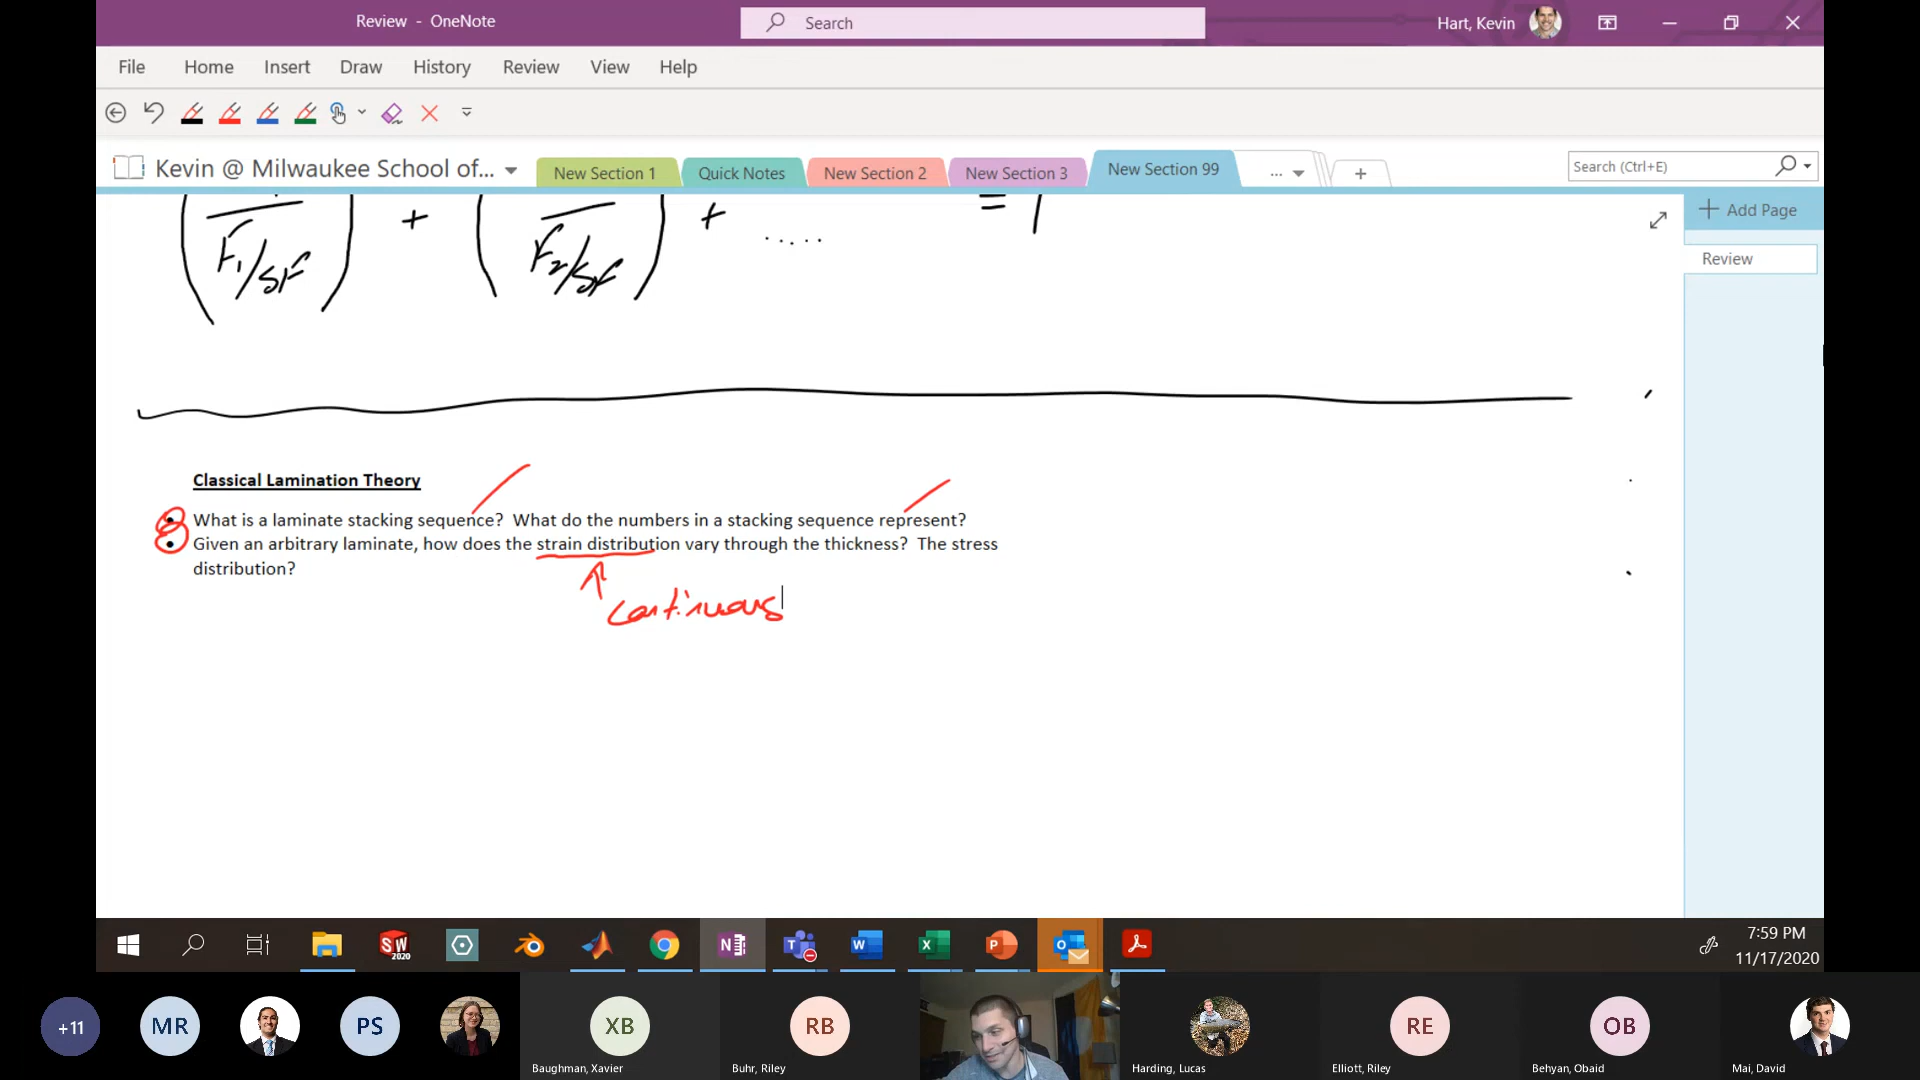 Review - OneNote
Search
Hart, Kevin
File Home Insert Draw History Review View Help
Kevin @ Milwaukee School of...
New Section 1 Quick Notes New Section 2 New Section 3 New Section 99 ... +
Search (Ctrl+E)
Add Page
Review
( F1/SF ) + ( F2/SF ) + ..... = 1
Classical Lamination Theory
• What is a laminate stacking sequence? What do the numbers in a stacking sequence represent?
• Given an arbitrary laminate, how does the strain distribution vary through the thickness? The stress
distribution?
continuous
SW
2020
N
T
W
X
P
O
7:59 PM
11/17/2020
+11 MR PS XB RB RE OB
Baughman, Xavier Buhr, Riley Harding, Lucas Elliott, Riley Behyan, Obaid Mai, David